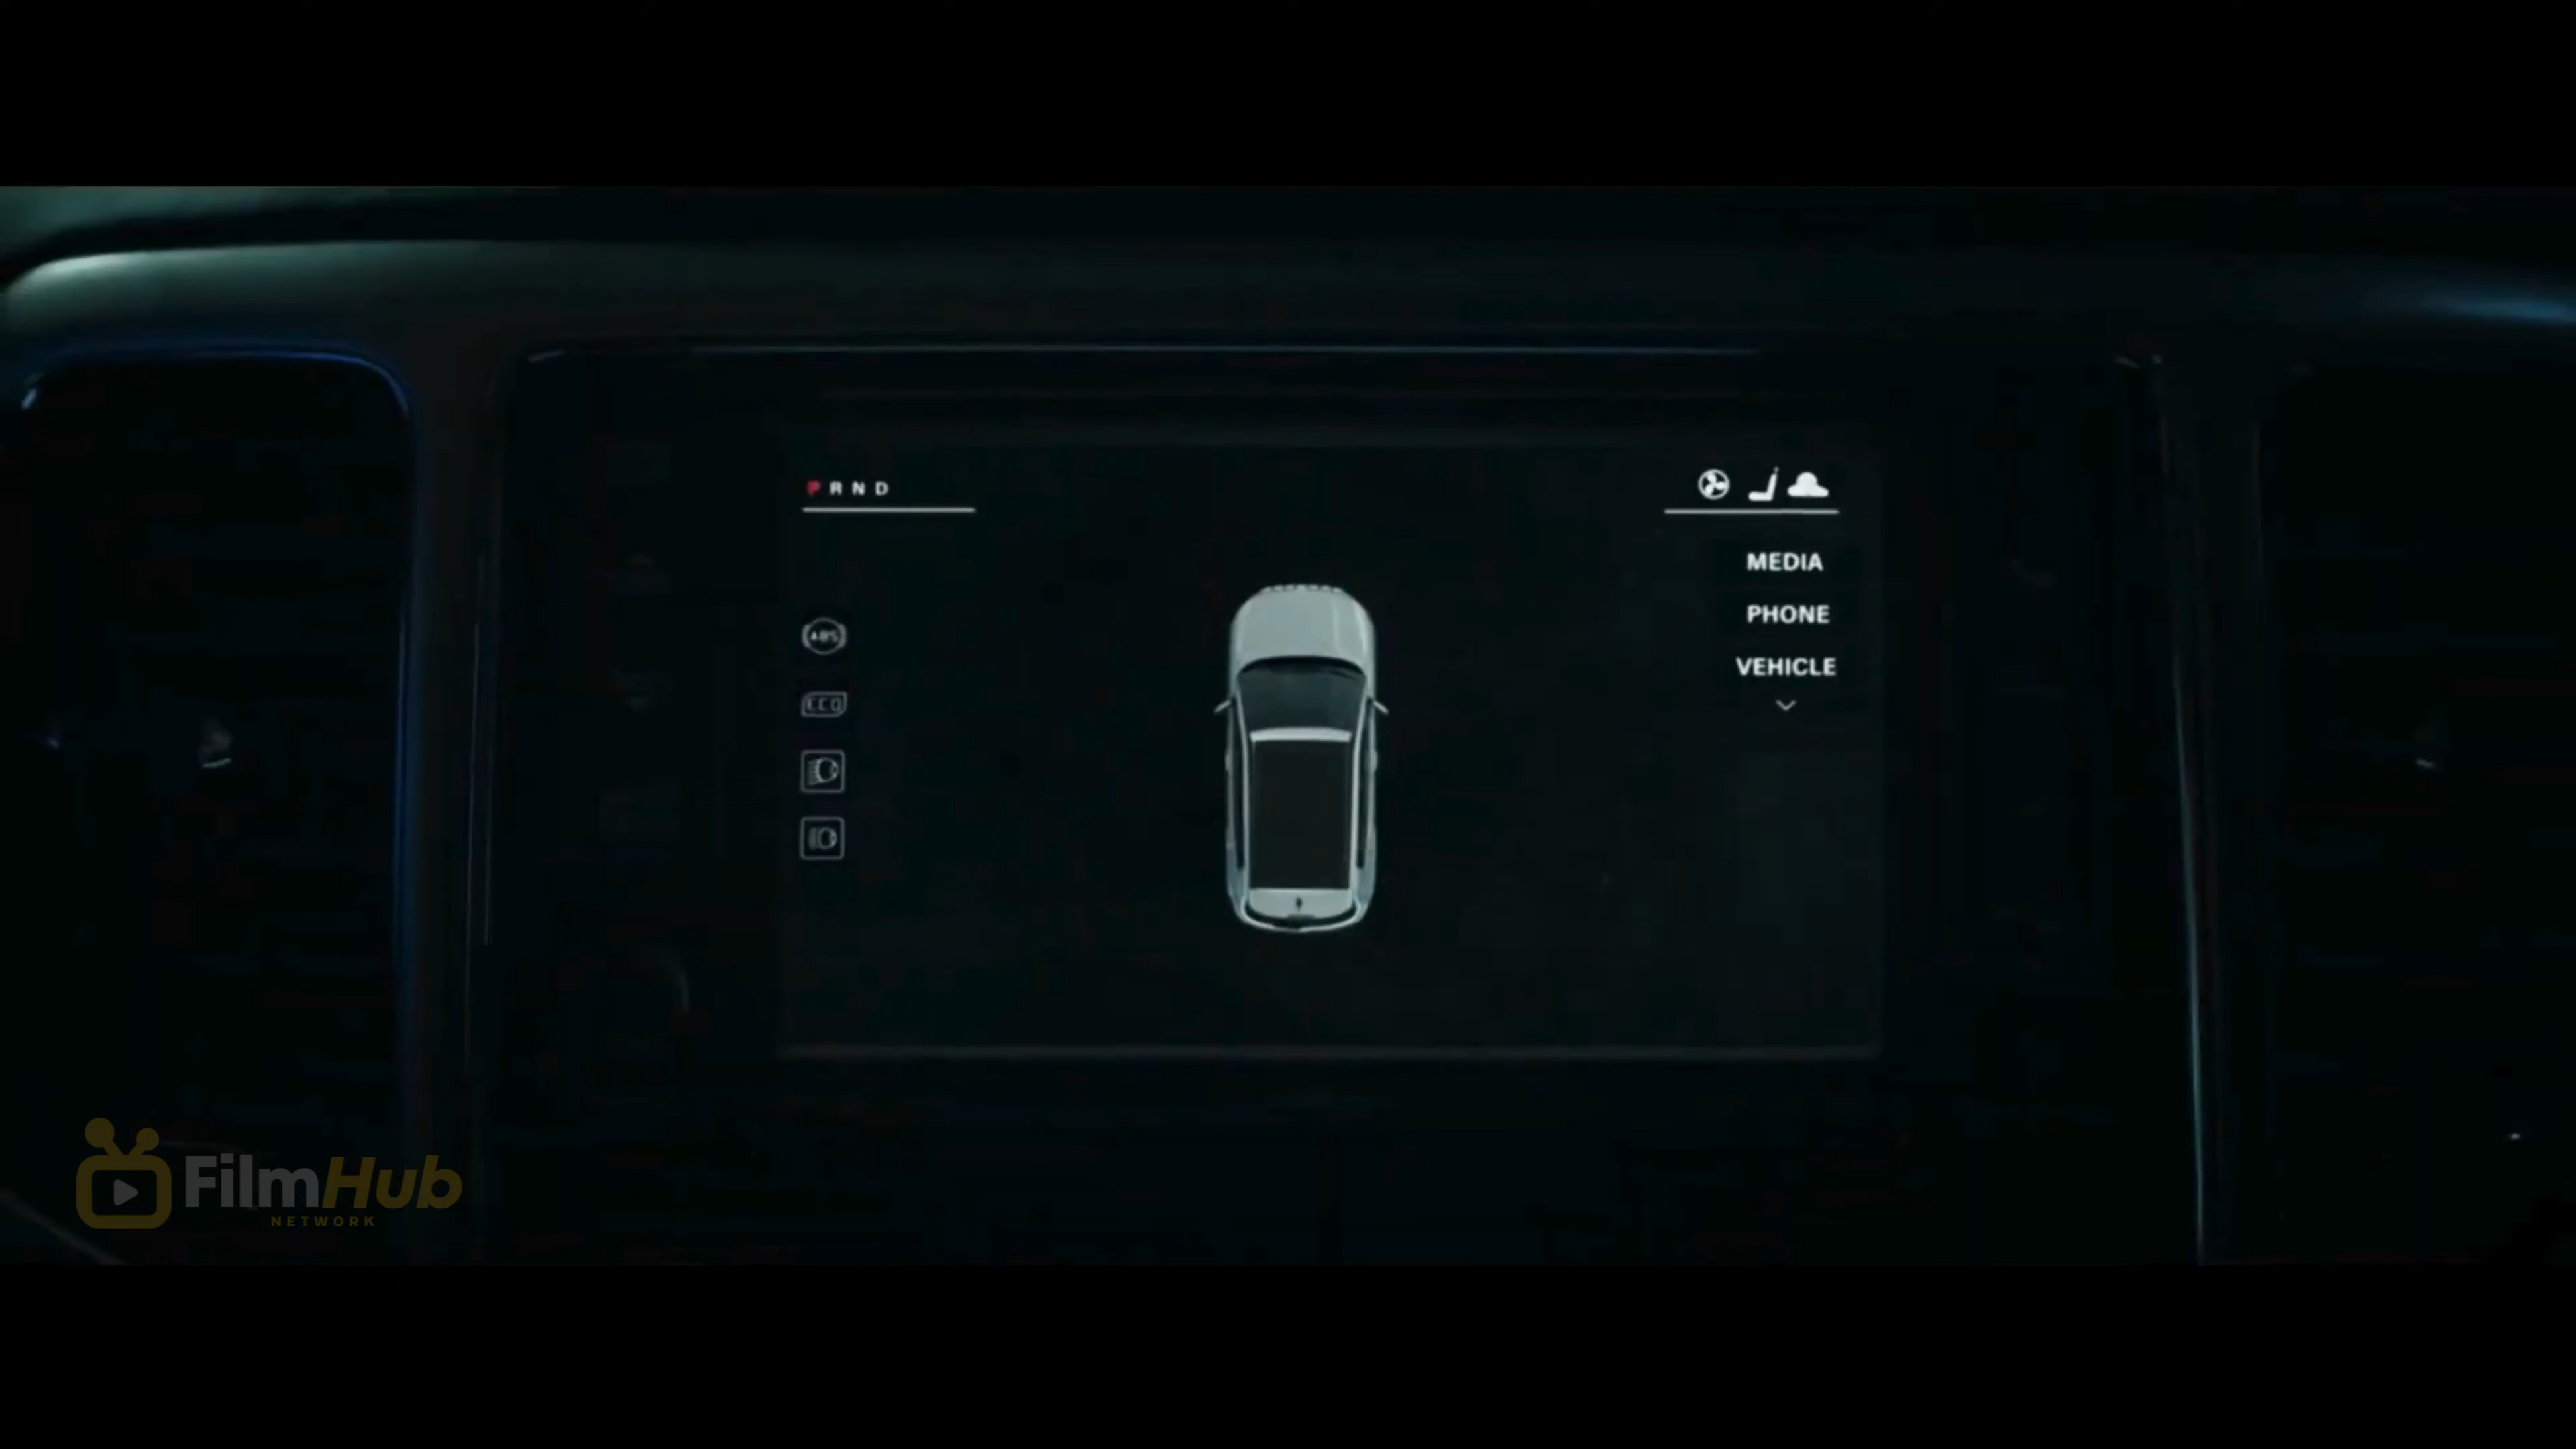 P R N D
MEDIA
PHONE
VEHICLE
ABS
ECO
FilmHub
NETWORK